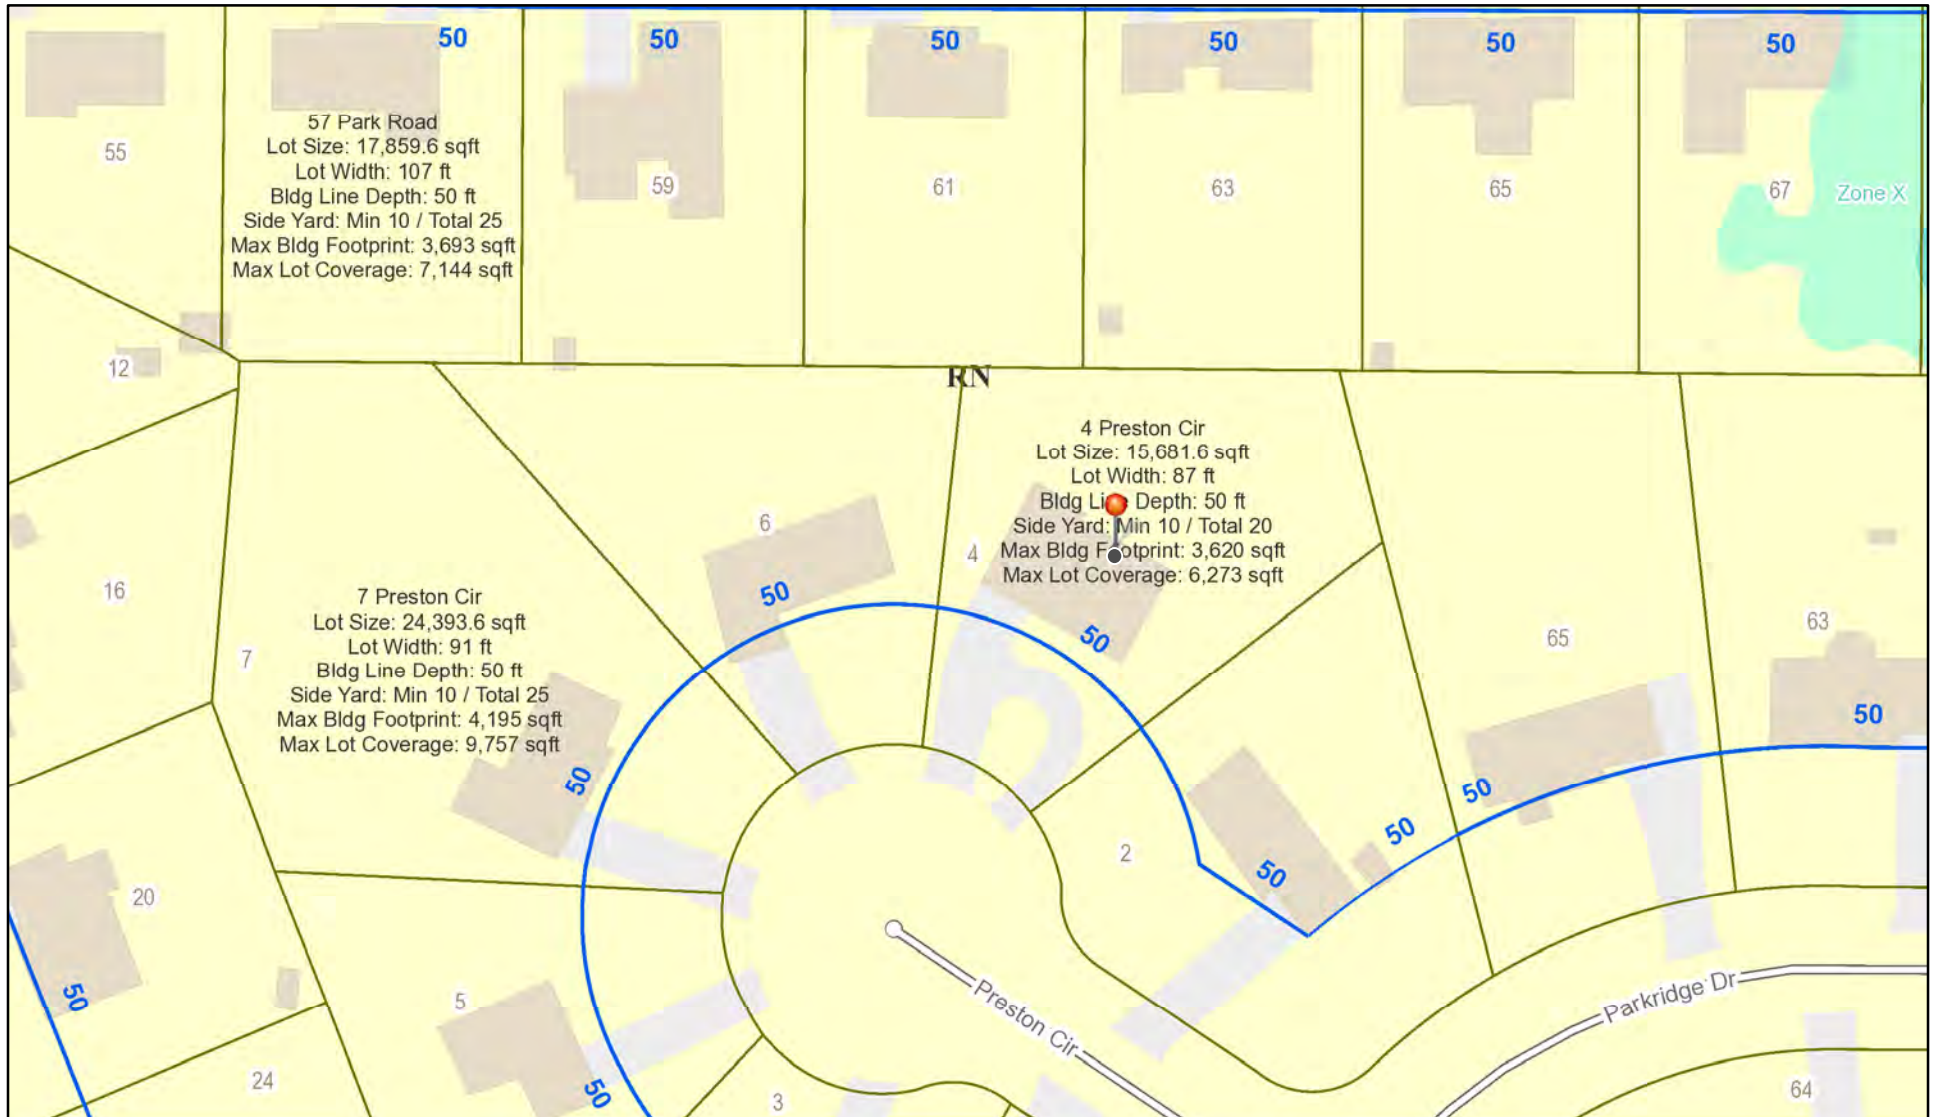 50
50
50
50
50
50
57 Park Road
Lot Size: 17,859.6 sqft
Lot Width: 107 ft
Bldg Line Depth: 50 ft
Side Yard: Min 10 / Total 25
Max Bldg Footprint: 3,693 sqft
Max Lot Coverage: 7,144 sqft
55
59
61
63
65
67
Zone X
12
RN
4 Preston Cir
Lot Size: 15,681.6 sqft
Lot Width: 87 ft
Bldg Line Depth: 50 ft
Side Yard: Min 10 / Total 20
Max Bldg Footprint: 3,620 sqft
Max Lot Coverage: 6,273 sqft
6
4
50
50
16
7 Preston Cir
Lot Size: 24,393.6 sqft
Lot Width: 91 ft
Bldg Line Depth: 50 ft
Side Yard: Min 10 / Total 25
Max Bldg Footprint: 4,195 sqft
Max Lot Coverage: 9,757 sqft
7
65
63
50
50
50
50
2
50
20
50
5
Preston Cir
Parkridge Dr
24
50
3
64